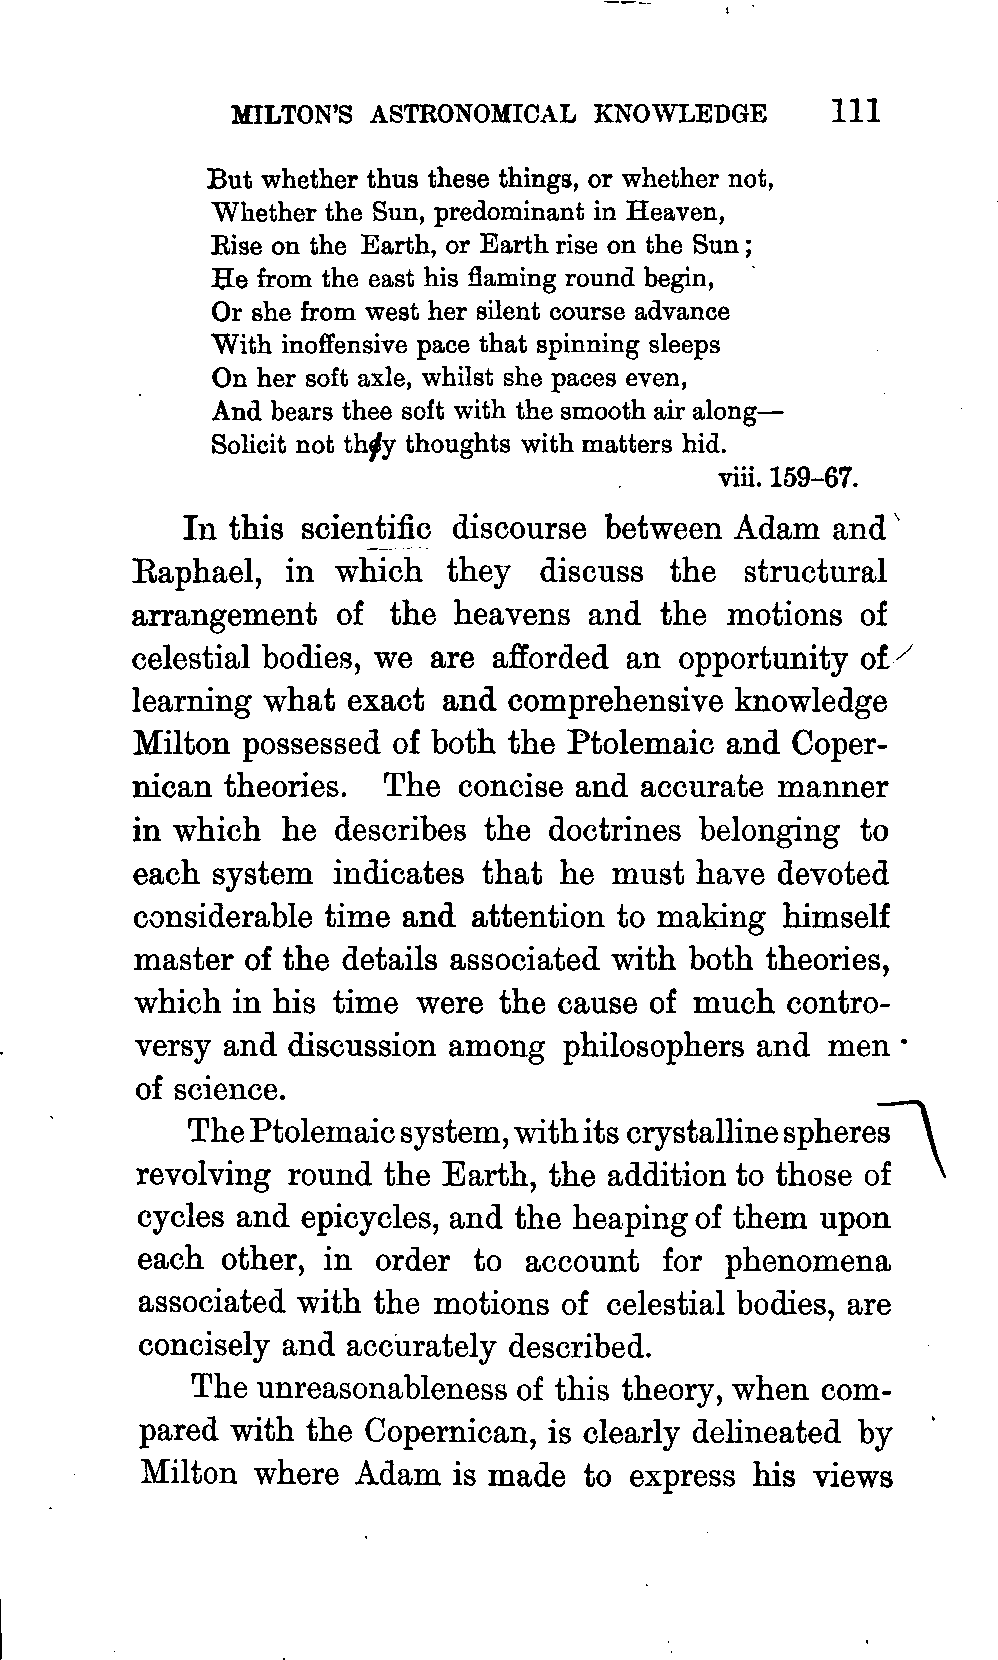 MILTON'S ASTRONOMICAL KNOWLEDGE 111
But whether thus these things, or whether not,
Whether the Sun, predominant in Heaven,
Rise on the Earth, or Earth rise on the Sun;
He from the east his flaming round begin,
Or she from west her silent course advance
With inoffensive pace that spinning sleeps
On her soft axle, whilst she paces even,
And bears thee soft with the smooth air along—
Solicit not thy thoughts with matters hid.
viii. 159–67.
In this scientific discourse between Adam and
Raphael, in which they discuss the structural
arrangement of the heavens and the motions of
celestial bodies, we are afforded an opportunity of
learning what exact and comprehensive knowledge
Milton possessed of both the Ptolemaic and Coper-
nican theories. The concise and accurate manner
in which he describes the doctrines belonging to
each system indicates that he must have devoted
considerable time and attention to making himself
master of the details associated with both theories,
which in his time were the cause of much contro-
versy and discussion among philosophers and men
of science.
The Ptolemaic system, with its crystalline spheres
revolving round the Earth, the addition to those of
cycles and epicycles, and the heaping of them upon
each other, in order to account for phenomena
associated with the motions of celestial bodies, are
concisely and accurately described.
The unreasonableness of this theory, when com-
pared with the Copernican, is clearly delineated by
Milton where Adam is made to express his views